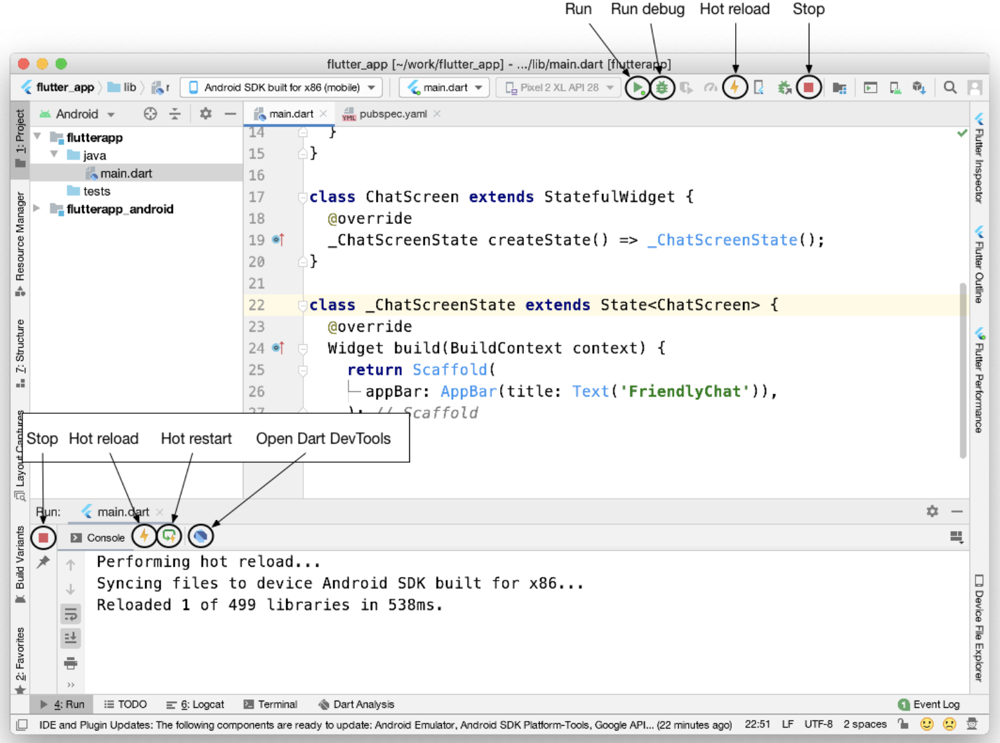 Run Run debug Hot reload Stop
flutter_app [~/work/flutter_app] - .../lib/main.dart [flutterapp]
flutter_app lib r Android SDK built for x86 (mobile) main.dart Pixel 2 XL API 28
1: Project
Resource Manager
7: Structure
Layout Captures
Build Variants
2: Favorites
Android
flutterapp
java
main.dart
tests
flutterapp_android
main.dart pubspec.yaml
14 }
15 }
16
17 class ChatScreen extends StatefulWidget {
18 @override
19 _ChatScreenState createState() => _ChatScreenState();
20 }
21
22 class _ChatScreenState extends State<ChatScreen> {
23 @override
24 Widget build(BuildContext context) {
25 return Scaffold(
26 appBar: AppBar(title: Text('FriendlyChat')),
27 ); // Scaffold
Stop Hot reload Hot restart Open Dart DevTools
Run: main.dart
Console
Performing hot reload...
Syncing files to device Android SDK built for x86...
Reloaded 1 of 499 libraries in 538ms.
Flutter Inspector
Flutter Outline
Flutter Performance
Device File Explorer
4: Run TODO 6: Logcat Terminal Dart Analysis 1 Event Log
IDE and Plugin Updates: The following components are ready to update: Android Emulator, Android SDK Platform-Tools, Google API... (22 minutes ago) 22:51 LF UTF-8 2 spaces